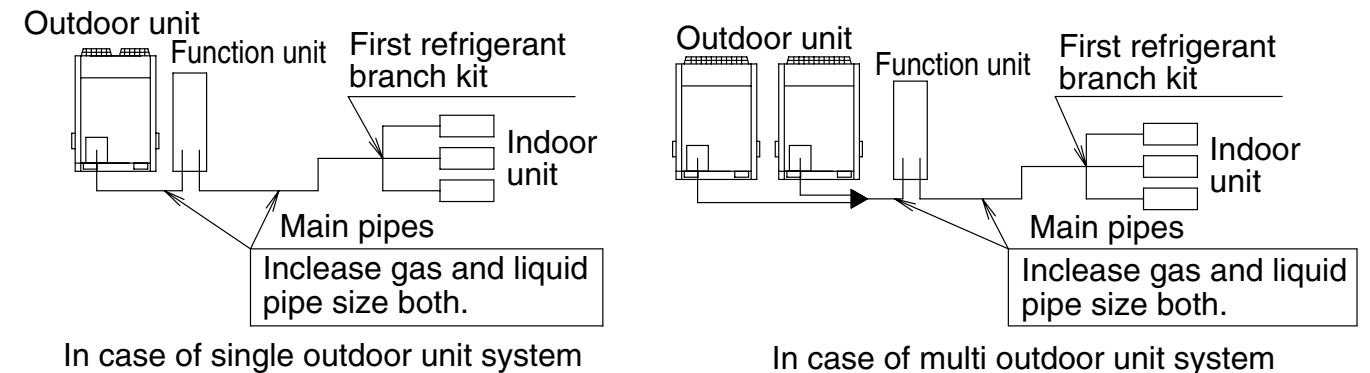 Outdoor unit
Function unit
First refrigerant
branch kit
Indoor
unit
Main pipes
Inclease gas and liquid
pipe size both.
In case of single outdoor unit system
Outdoor unit
Function unit
First refrigerant
branch kit
Indoor
unit
Main pipes
Inclease gas and liquid
pipe size both.
In case of multi outdoor unit system